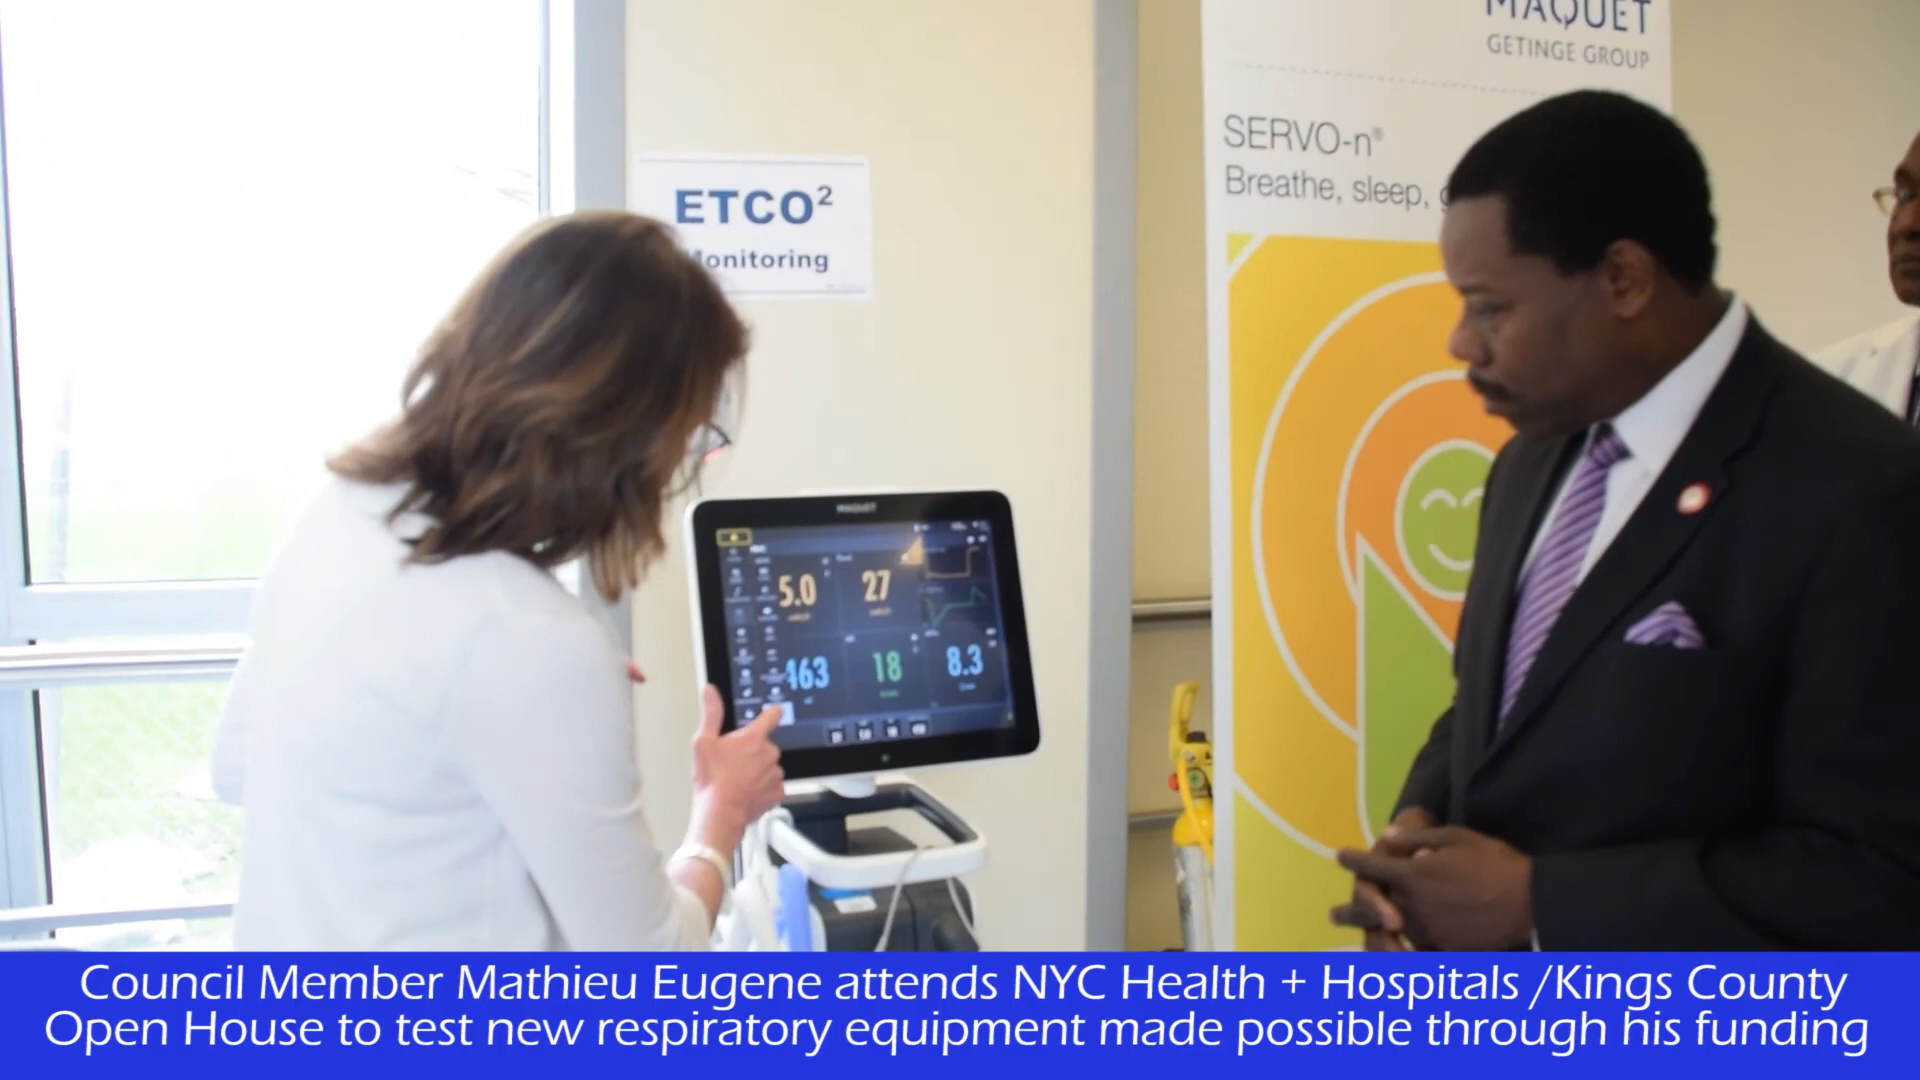 MAQUET
GETINGE GROUP
SERVO-n®
Breathe, sleep,
ETCO²
Monitoring
MAQUET
5.0
27
463
18
8.3
Council Member Mathieu Eugene attends NYC Health + Hospitals /Kings County
Open House to test new respiratory equipment made possible through his funding